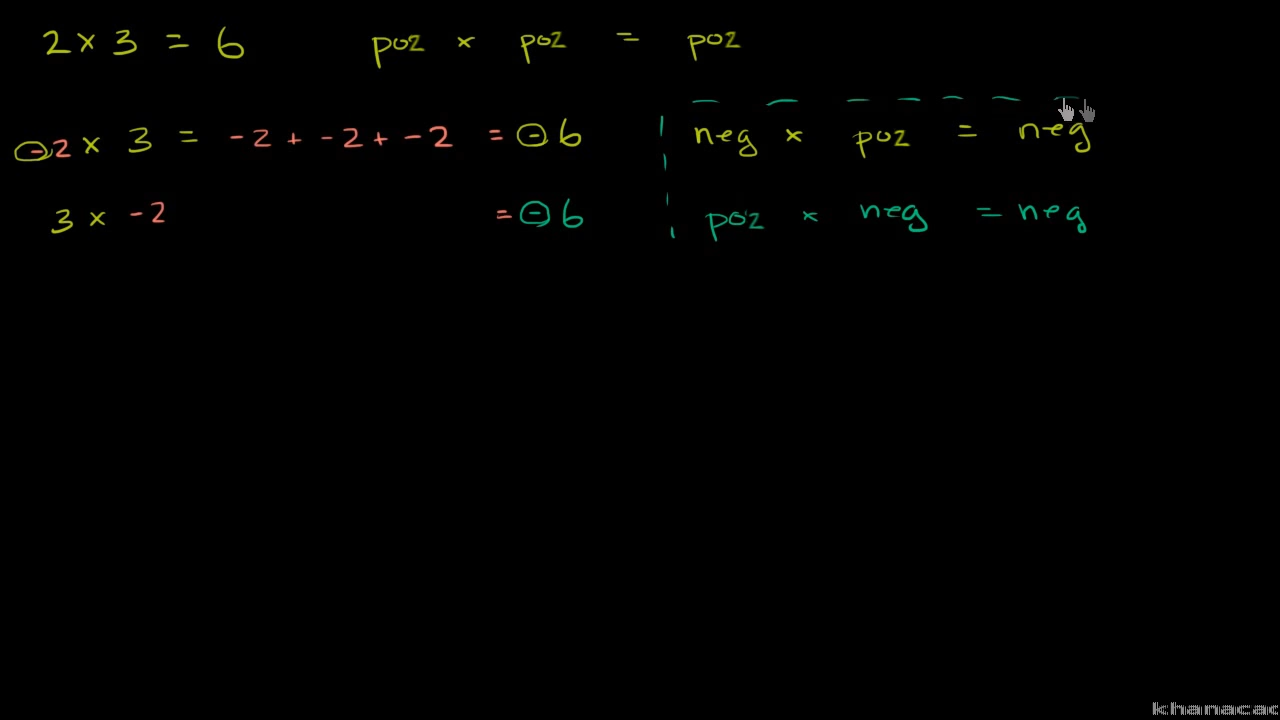 2 × 3 = 6 poz × poz = poz
-2 × 3 = -2 + -2 + -2 = -6 neg × poz = neg
3 × -2 = -6 poz × neg = neg
khanacac